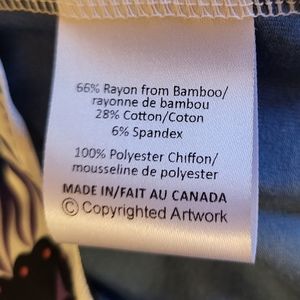 66% Rayon from Bamboo/
rayonne de bambou
28% Cotton/Coton
6% Spandex
100% Polyester Chiffon/
mousseline de polyester
MADE IN/FAIT AU CANADA
© Copyrighted Artwork